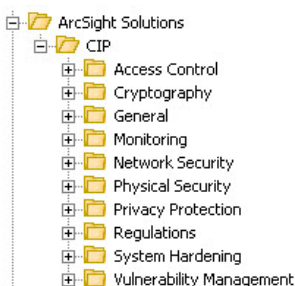 ArcSight Solutions
CIP
Access Control
Cryptography
General
Monitoring
Network Security
Physical Security
Privacy Protection
Regulations
System Hardening
Vulnerability Management